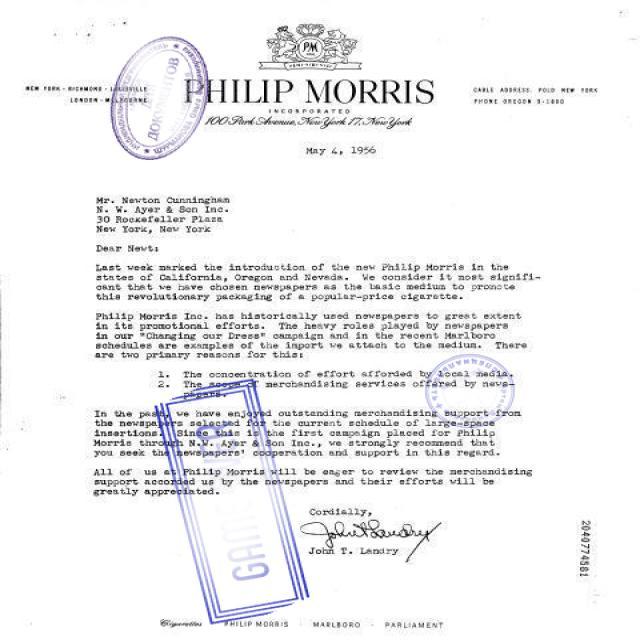 PM
NEW YORK - RICHMOND - LOUISVILLE
LONDON - MELBOURNE
PHILIP MORRIS
INCORPORATED
100 Park Avenue, New York 17, New York
CABLE ADDRESS, POLO NEW YORK
PHONE OREGON 9-1800
ДОКУМЕНТОВ
May 4, 1956
Mr. Newton Cunningham
N. W. Ayer & Son Inc.
30 Rockefeller Plaza
New York, New York
Dear Newt:
Last week marked the introduction of the new Philip Morris in the
states of California, Oregon and Nevada. We consider it most signifi-
cant that we have chosen newspapers as the basic medium to promote
this revolutionary packaging of a popular-price cigarette.
Philip Morris Inc. has historically used newspapers to great extent
in its promotional efforts. The heavy roles played by newspapers
in our "Changing our Dress" campaign and in the recent Marlboro
schedules are examples of the import we attach to the medium. There
are two primary reasons for this:
1. The concentration of effort afforded by local media.
2. The scope of merchandising services offered by news-
papers.
In the past, we have enjoyed outstanding merchandising support from
the newspapers selected for the current schedule of large-space
insertions. Since this is the first campaign placed for Philip
Morris through N.W. Ayer & Son Inc., we strongly recommend that
you seek the newspapers' cooperation and support in this regard.
All of us at Philip Morris will be eager to review the merchandising
support accorded us by the newspapers and their efforts will be
greatly appreciated.
Cordially,
John T Landry
John T. Landry
2040774581
Cigarettes PHILIP MORRIS · MARLBORO · PARLIAMENT